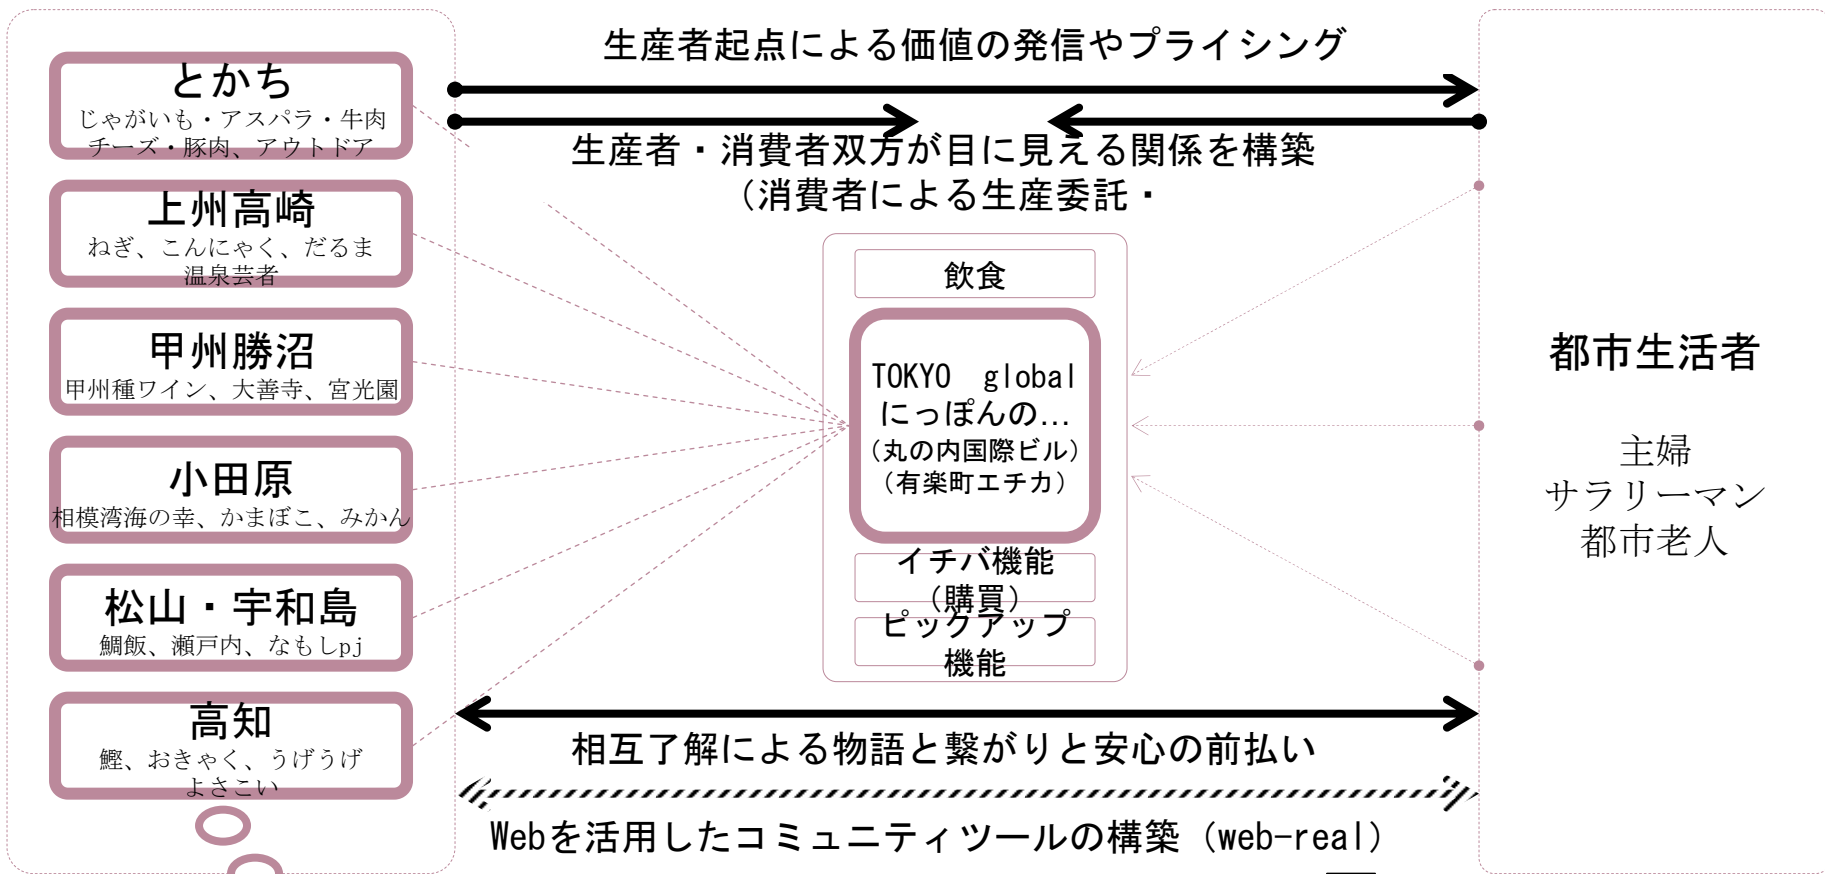 生産者起点による価値の発信やプライシング
生産者・消費者双方が目に見える関係を構築
（消費者による生産委託・
とかち
じゃがいも・アスパラ・牛肉
チーズ・豚肉、アウトドア
上州高崎
ねぎ、こんにゃく、だるま
温泉芸者
甲州勝沼
甲州種ワイン、大善寺、宮光園
小田原
相模湾海の幸、かまぼこ、みかん
松山・宇和島
鯛飯、瀬戸内、なもしpj
高知
鰹、おきゃく、うげうげ
よさこい
飲食
TOKYO　global
にっぽんの…
（丸の内国際ビル）
（有楽町エチカ）
イチバ機能
（購買）
ピックアップ
機能
都市生活者
主婦
サラリーマン
都市老人
相互了解による物語と繋がりと安心の前払い
Webを活用したコミュニティツールの構築（web-real）